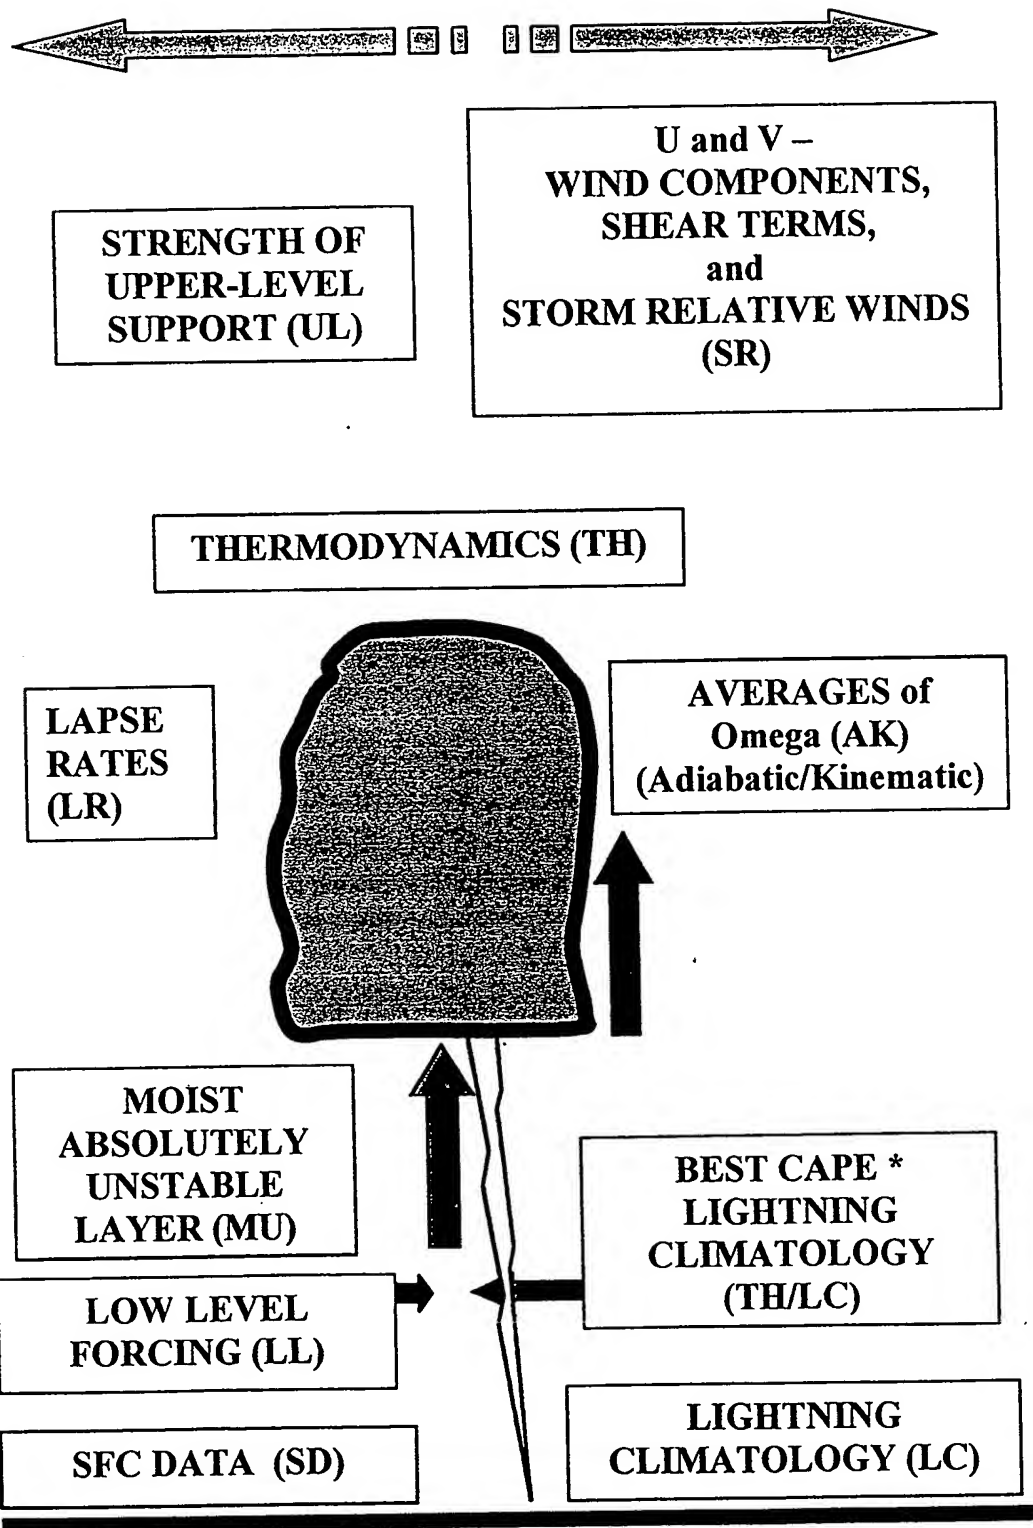 STRENGTH OF
UPPER-LEVEL
SUPPORT (UL)
U and V –
WIND COMPONENTS,
SHEAR TERMS,
and
STORM RELATIVE WINDS
(SR)
THERMODYNAMICS (TH)
LAPSE
RATES
(LR)
AVERAGES of
Omega (AK)
(Adiabatic/Kinematic)
MOIST
ABSOLUTELY
UNSTABLE
LAYER (MU)
BEST CAPE *
LIGHTNING
CLIMATOLOGY
(TH/LC)
LOW LEVEL
FORCING (LL)
SFC DATA (SD)
LIGHTNING
CLIMATOLOGY (LC)